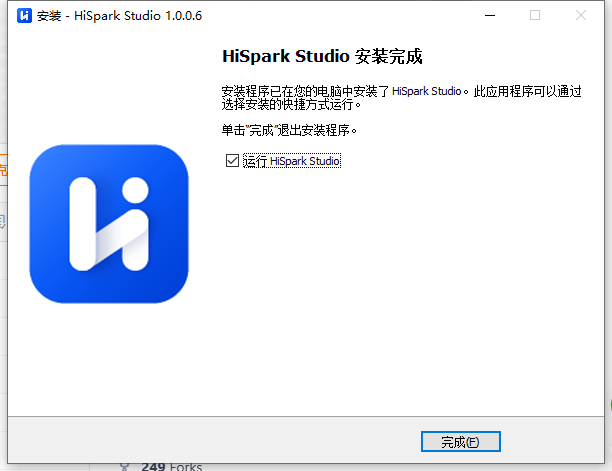 安装 - HiSpark Studio 1.0.0.6
HiSpark Studio 安装完成
安装程序已在您的电脑中安装了 HiSpark Studio。此应用程序可以通过
选择安装的快捷方式运行。
单击"完成"退出安装程序。
运行 HiSpark Studio
完成(F)
249 Forks